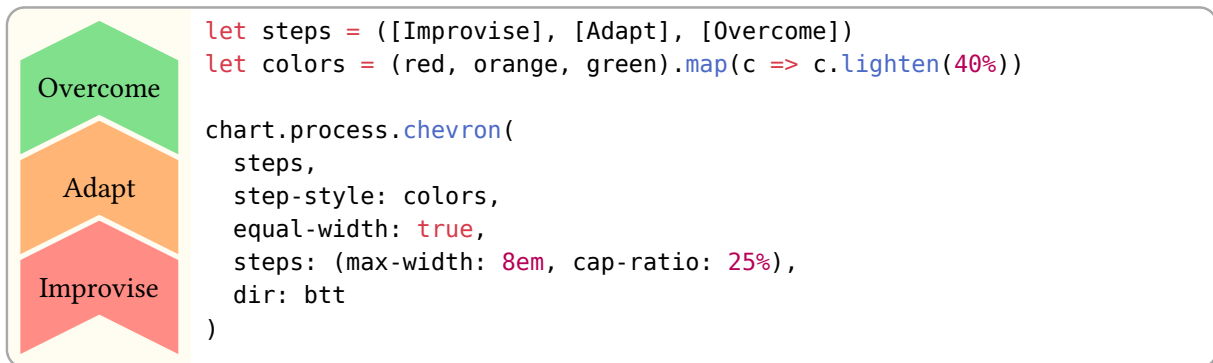 Overcome
Adapt
Improvise
let steps = ([Improvise], [Adapt], [Overcome])
let colors = (red, orange, green).map(c => c.lighten(40%))

chart.process.chevron(
  steps,
  step-style: colors,
  equal-width: true,
  steps: (max-width: 8em, cap-ratio: 25%),
  dir: btt
)